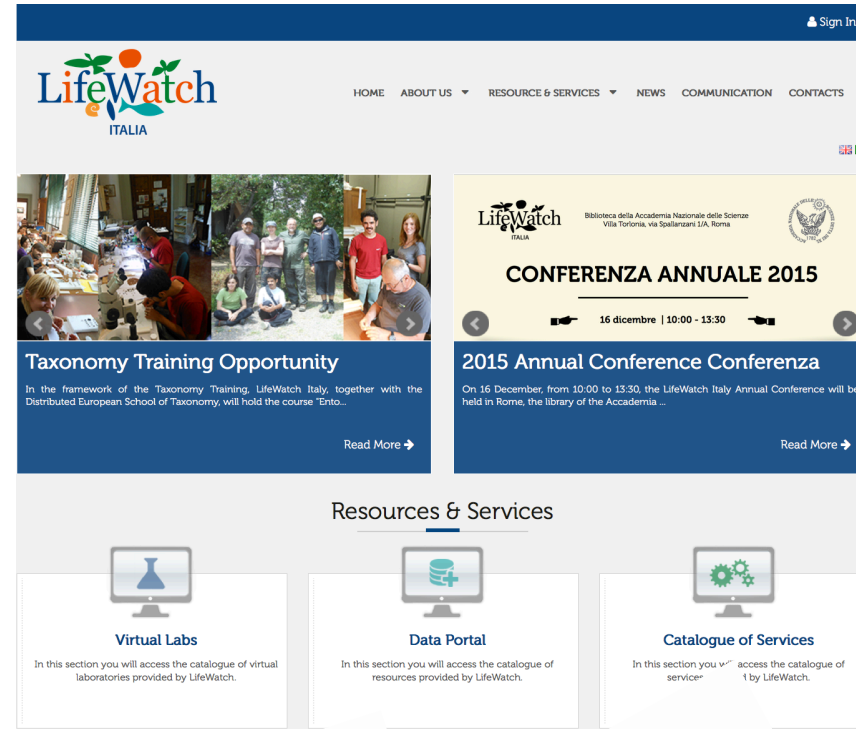 Sign In
LifeWatch
ITALIA
HOME ABOUT US RESOURCE & SERVICES NEWS COMMUNICATION CONTACTS
LifeWatch
ITALIA
Biblioteca della Accademia Nazionale delle Scienze
Villa Torlonia, via Spallanzani 1/A, Roma
CONFERENZA ANNUALE 2015
16 dicembre | 10:00 - 13:30
Taxonomy Training Opportunity
In the framework of the Taxonomy Training, LifeWatch Italy, together with the
Distributed European School of Taxonomy, will hold the course "Ento...
Read More
2015 Annual Conference Conferenza
On 16 December, from 10:00 to 13:30, the LifeWatch Italy Annual Conference will be
held in Rome, the library of the Accademia ...
Read More
Resources & Services
Virtual Labs
In this section you will access the catalogue of virtual
laboratories provided by LifeWatch.
Data Portal
In this section you will access the catalogue of
resources provided by LifeWatch.
Catalogue of Services
In this section you access the catalogue of
services by LifeWatch.